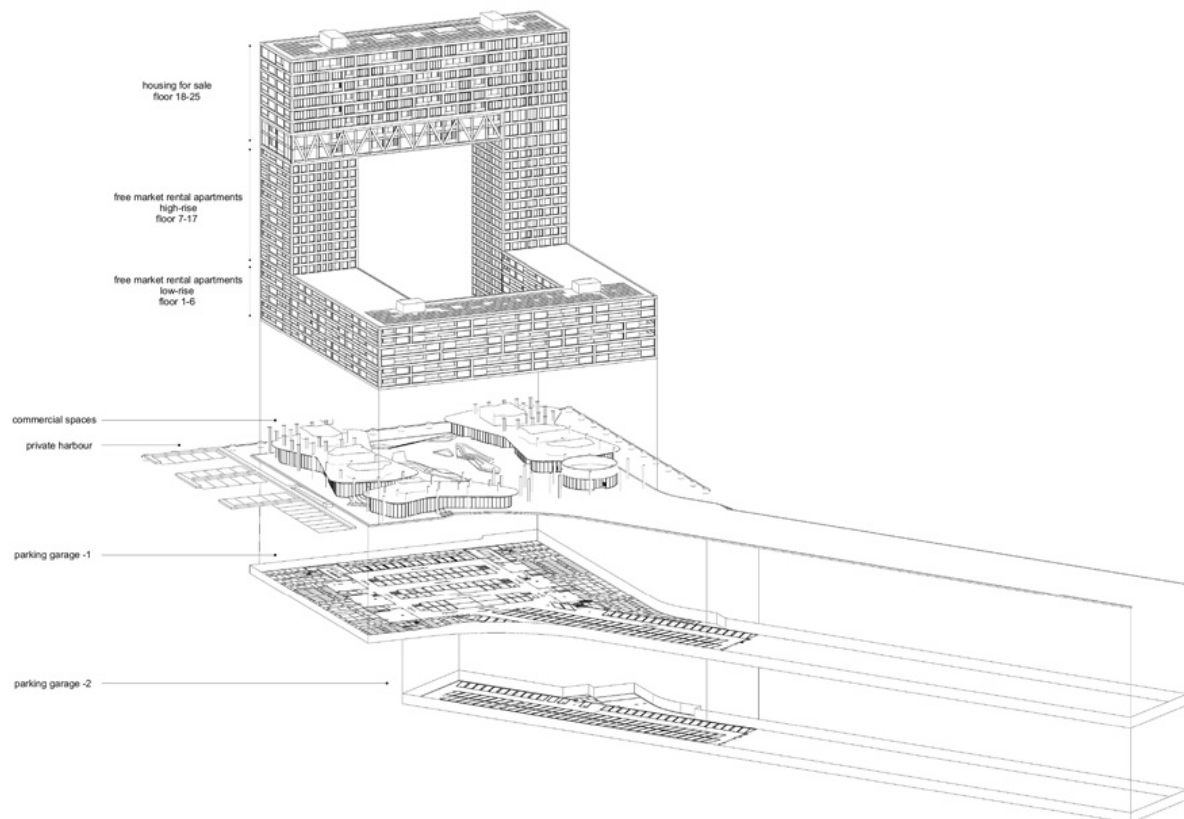 housing for sale
floor 18-25
free market rental apartments
high-rise
floor 7-17
free market rental apartments
low-rise
floor 1-6
commercial spaces
private harbour
parking garage -1
parking garage -2